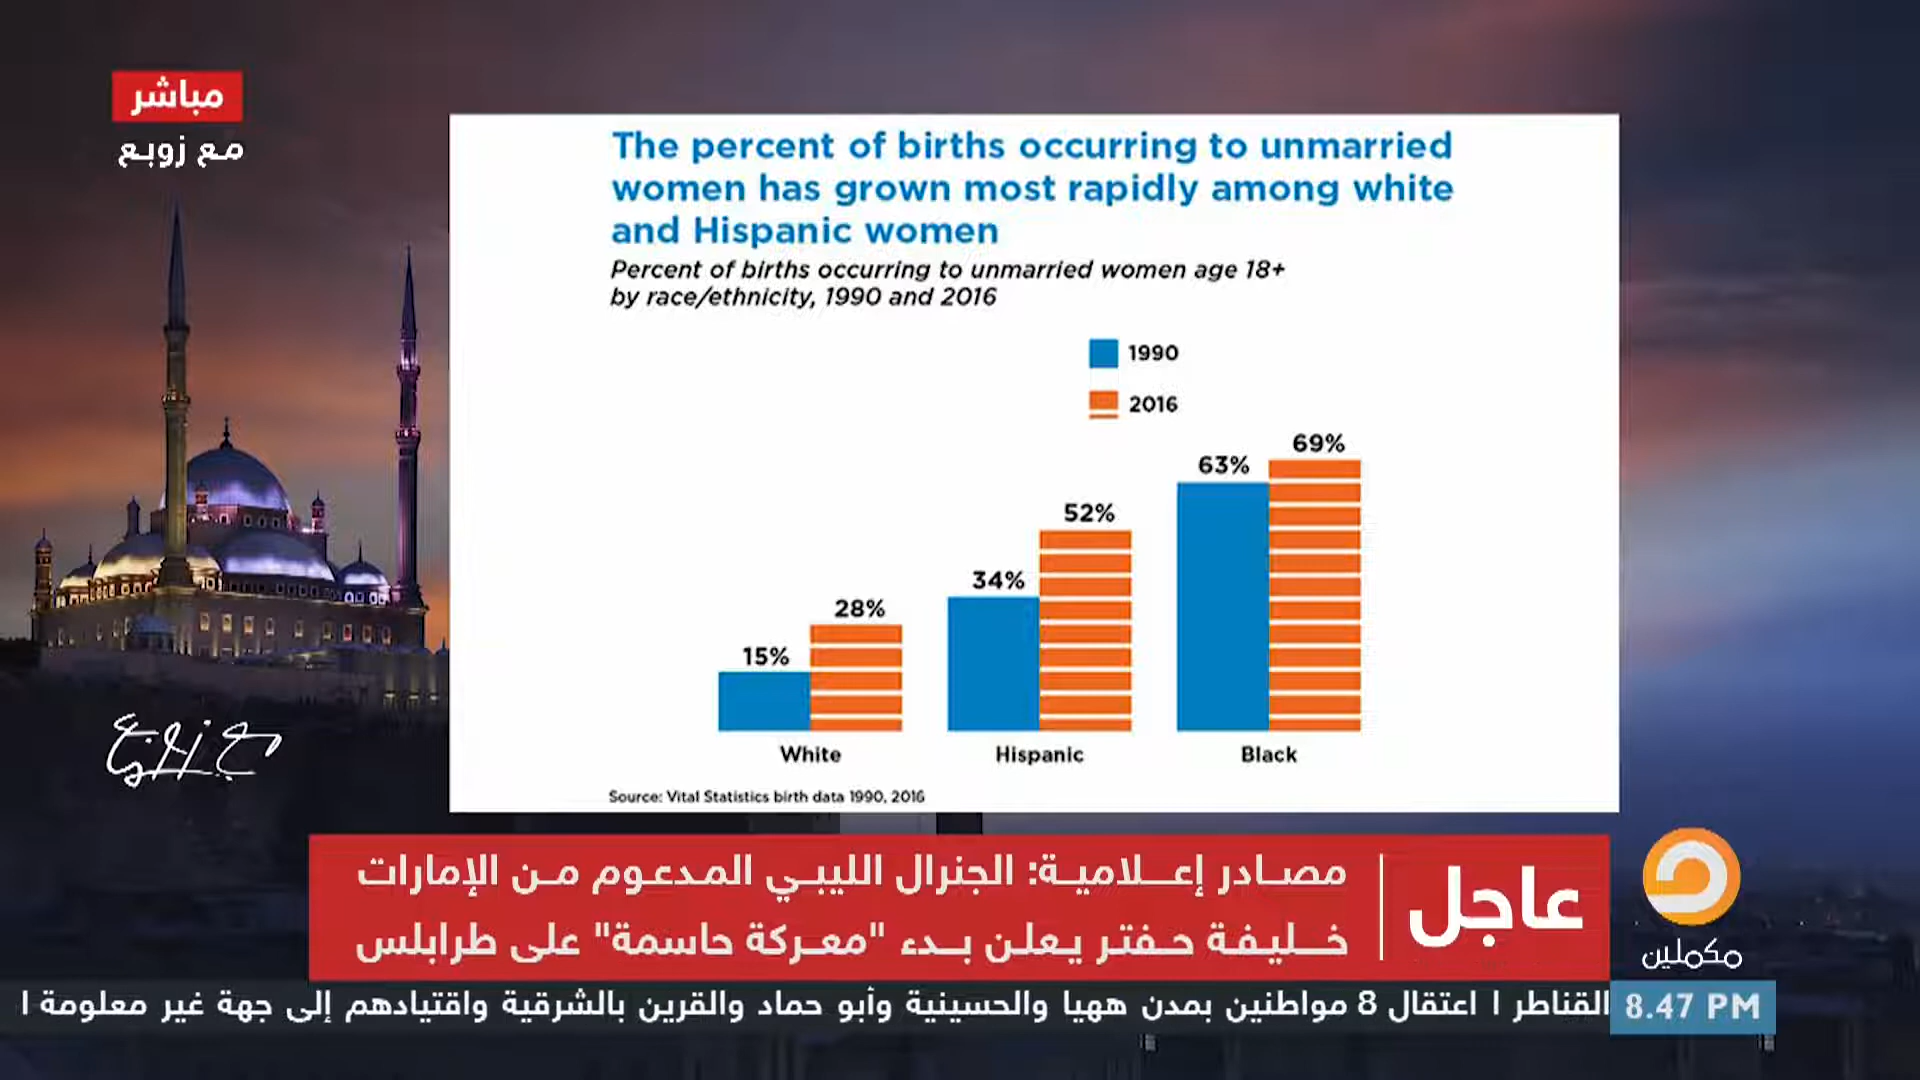 مباشر
مع زوبع
The percent of births occurring to unmarried
women has grown most rapidly among white
and Hispanic women
Percent of births occurring to unmarried women age 18+
by race/ethnicity, 1990 and 2016
1990
2016
15%
28%
34%
52%
63%
69%
White
Hispanic
Black
Source: Vital Statistics birth data 1990, 2016
مع زوبع
عاجل
مصادر إعلامية: الجنرال الليبي المدعوم من الإمارات
خليفة حفتر يعلن بدء "معركة حاسمة" على طرابلس
مكملين
القناطر ا اعتقال 8 مواطنين بمدن ههيا والحسينية وأبو حماد والقرين بالشرقية واقتيادهم إلى جهة غير معلومة ا
8.47 PM